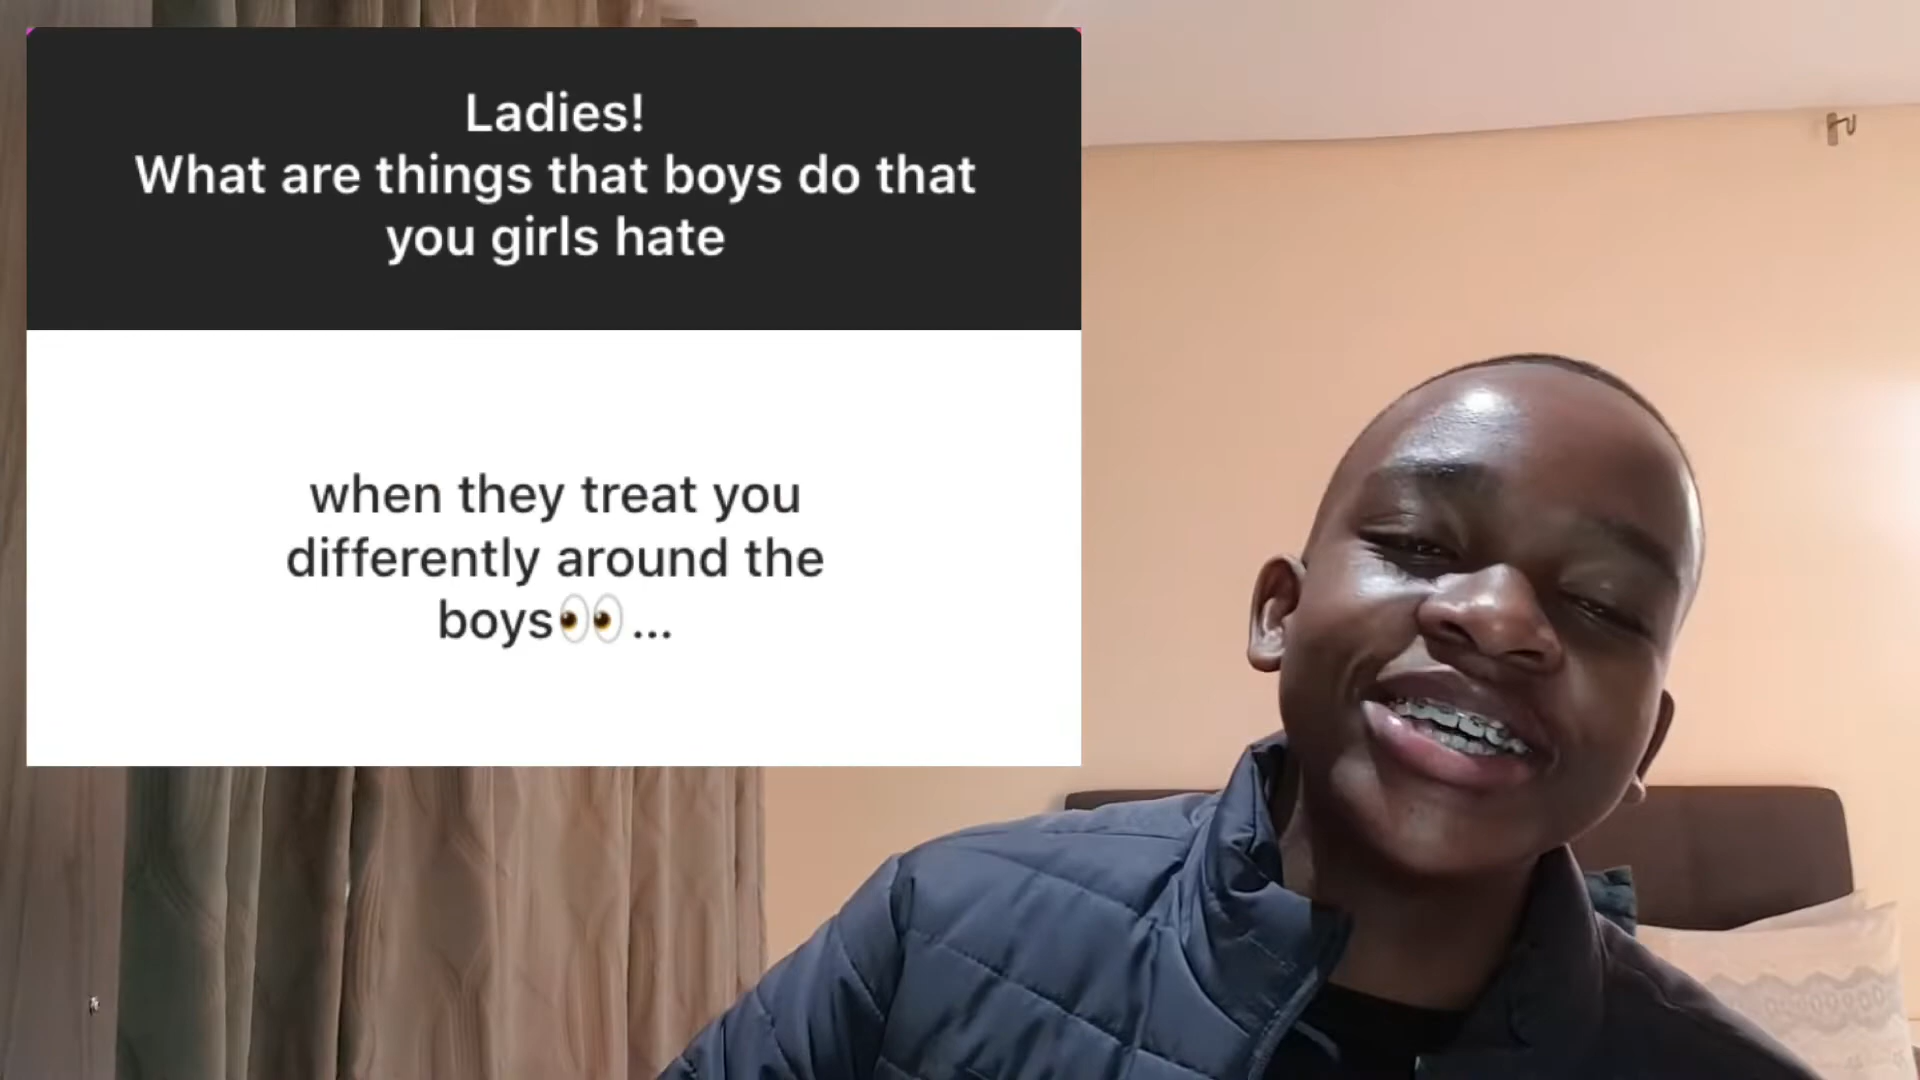 Ladies!
What are things that boys do that
you girls hate
when they treat you
differently around the
boys👀...